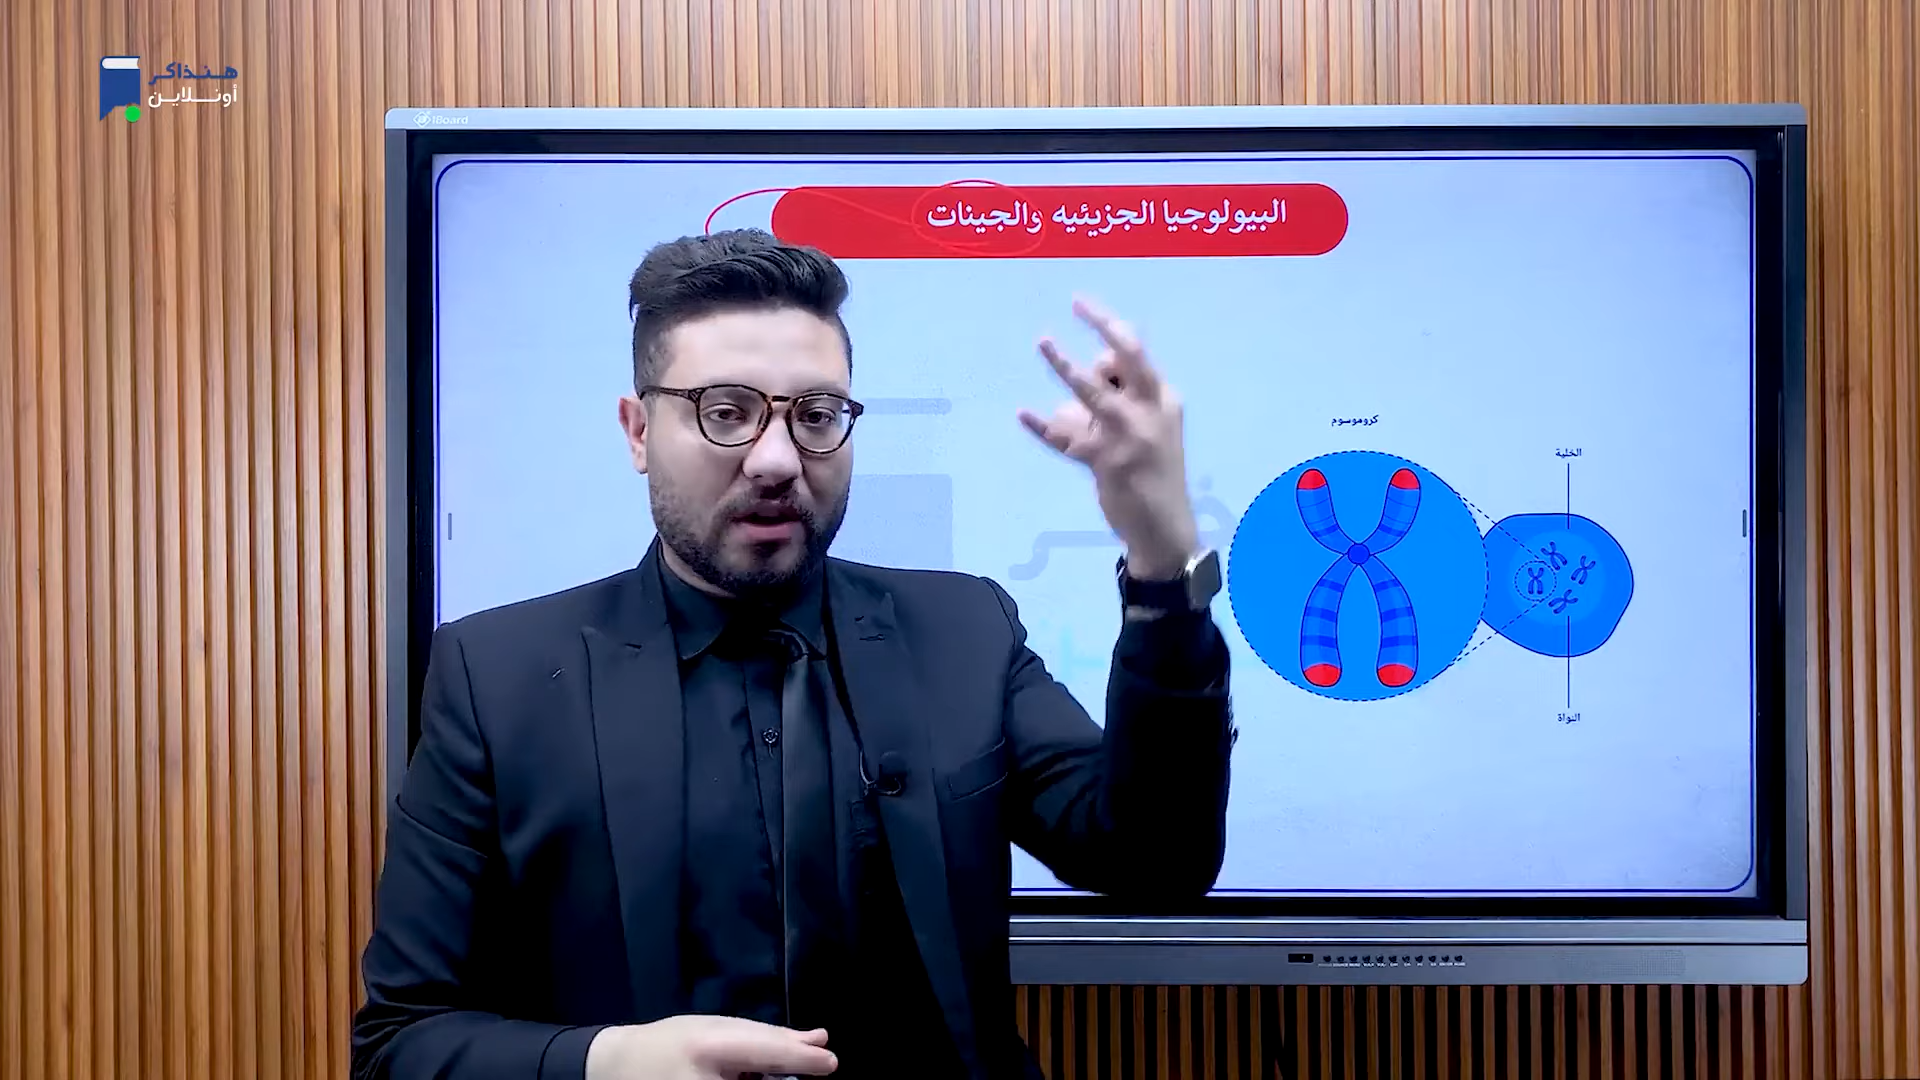 هنذاكر
أونلاين
iBoard
البيولوجيا الجزيئيه والجينات
كروموسوم
الخلية
النواة